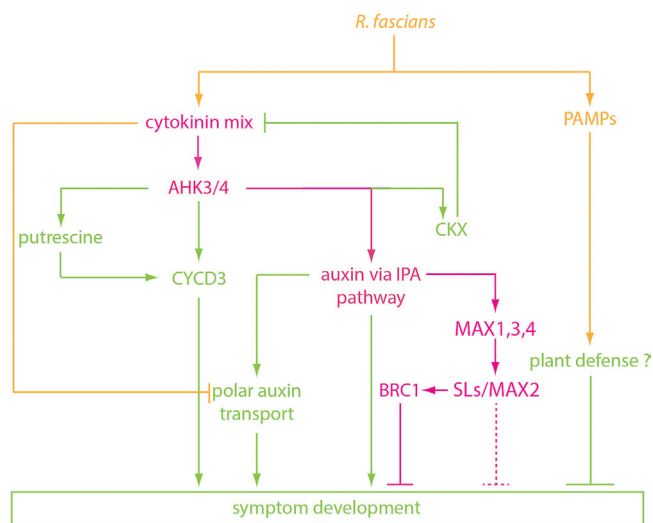 R. fascians
cytokinin mix
PAMPs
AHK3/4
putrescine
CKX
CYCD3
auxin via IPA
pathway
MAX1,3,4
plant defense ?
polar auxin
transport
BRC1
SLs/MAX2
symptom development